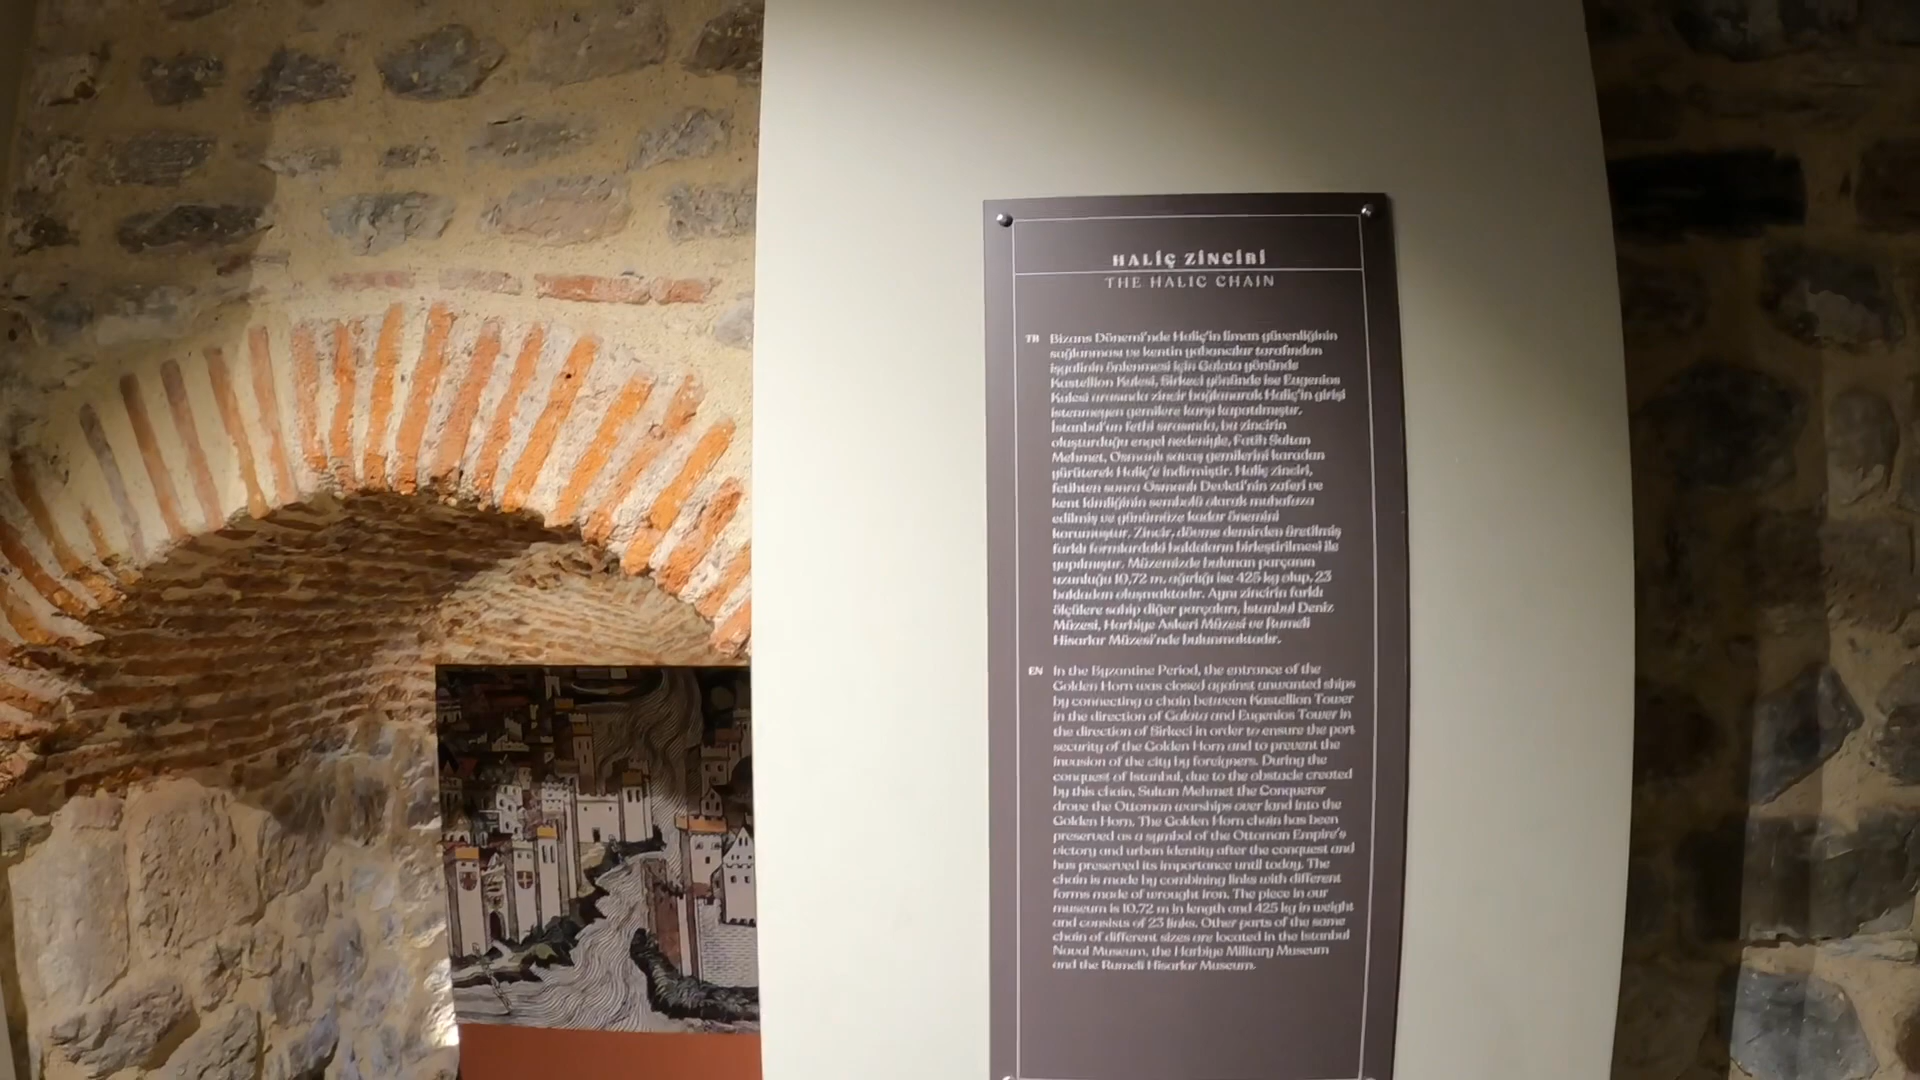 HALİÇ ZİNCİRİ
THE HALIC CHAIN
TR Bizans Dönemi'nde Haliç'in liman güvenliğinin
sağlanması ve kentin yabancılar tarafından
işgalinin önlenmesi için Galata yönünde
Kastellion Kulesi, Sirkeci yönünde ise Eugenios
Kulesi arasında zincir bağlanarak Haliç'in girişi
istenmeyen gemilere karşı kapatılmıştır.
İstanbul'un fethi sırasında, bu zincirin
oluşturduğu engel nedeniyle, Fatih Sultan
Mehmet, Osmanlı savaş gemilerini karadan
yürüterek Haliç'e indirmiştir. Haliç zinciri,
fetihten sonra Osmanlı Devleti'nin zaferi ve
kent kimliğinin sembolü olarak muhafaza
edilmiş ve günümüze kadar önemini
korumuştur. Zincir, dövme demirden üretilmiş
farklı formlardaki baklaların birleştirilmesi ile
yapılmıştır. Müzemizde bulunan parçanın
uzunluğu 10,72 m, ağırlığı ise 425 kg olup, 23
bakladan oluşmaktadır. Aynı zincirin farklı
ölçülere sahip diğer parçaları, İstanbul Deniz
Müzesi, Harbiye Askeri Müzesi ve Rumeli
Hisarlar Müzesi'nde bulunmaktadır.
EN In the Byzantine Period, the entrance of the
Golden Horn was closed against unwanted ships
by connecting a chain between Kastellion Tower
in the direction of Galata and Eugenios Tower in
the direction of Sirkeci in order to ensure the port
security of the Golden Horn and to prevent the
invasion of the city by foreigners. During the
conquest of Istanbul, due to the obstacle created
by this chain, Sultan Mehmet the Conqueror
drove the Ottoman warships over land into the
Golden Horn. The Golden Horn chain has been
preserved as a symbol of the Ottoman Empire's
victory and urban identity after the conquest and
has preserved its importance until today. The
chain is made by combining links with different
forms made of wrought iron. The piece in our
museum is 10,72 m in length and 425 kg in weight
and consists of 23 links. Other parts of the same
chain of different sizes are located in the Istanbul
Naval Museum, the Harbiye Military Museum
and the Rumeli Hisarlar Museum.